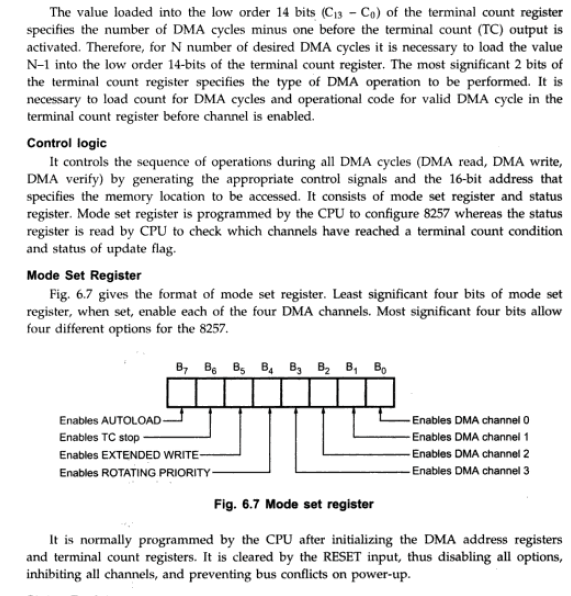 The value loaded into the low order 14 bits (C13 – C0) of the terminal count register
specifies the number of DMA cycles minus one before the terminal count (TC) output is
activated. Therefore, for N number of desired DMA cycles it is necessary to load the value
N–1 into the low order 14-bits of the terminal count register. The most significant 2 bits of
the terminal count register specifies the type of DMA operation to be performed. It is
necessary to load count for DMA cycles and operational code for valid DMA cycle in the
terminal count register before channel is enabled.
Control logic
It controls the sequence of operations during all DMA cycles (DMA read, DMA write,
DMA verify) by generating the appropriate control signals and the 16-bit address that
specifies the memory location to be accessed. It consists of mode set register and status
register. Mode set register is programmed by the CPU to configure 8257 whereas the status
register is read by CPU to check which channels have reached a terminal count condition
and status of update flag.
Mode Set Register
Fig. 6.7 gives the format of mode set register. Least significant four bits of mode set
register, when set, enable each of the four DMA channels. Most significant four bits allow
four different options for the 8257.
B7 B6 B5 B4 B3 B2 B1 B0
Enables AUTOLOAD Enables DMA channel 0
Enables TC stop Enables DMA channel 1
Enables EXTENDED WRITE Enables DMA channel 2
Enables ROTATING PRIORITY Enables DMA channel 3
Fig. 6.7 Mode set register
It is normally programmed by the CPU after initializing the DMA address registers
and terminal count registers. It is cleared by the RESET input, thus disabling all options,
inhibiting all channels, and preventing bus conflicts on power-up.